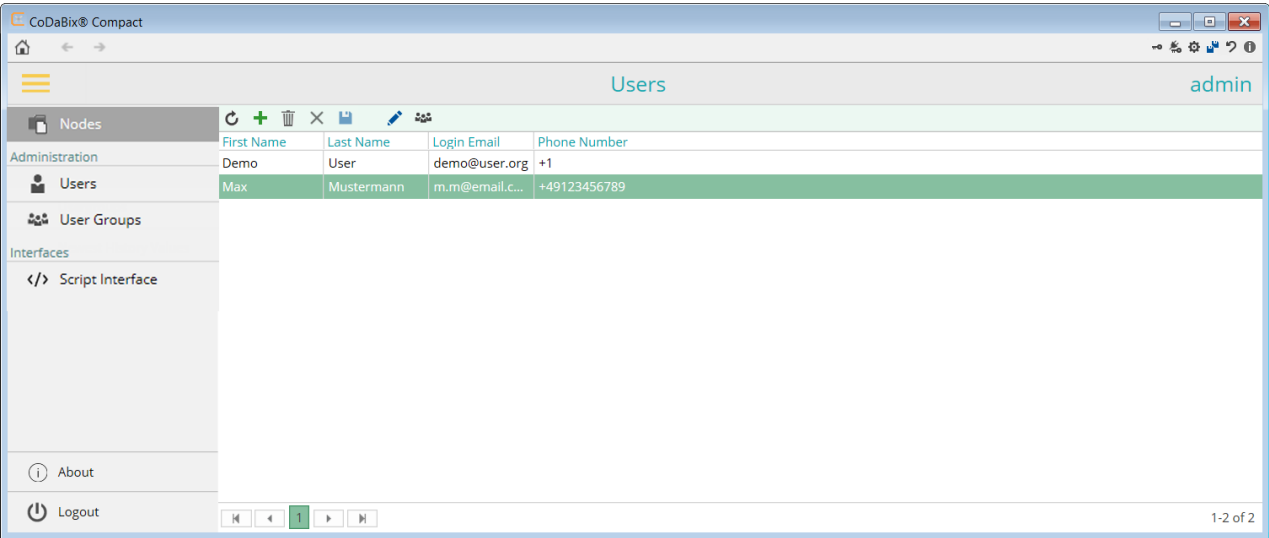 CoDaBix® Compact
Users
admin
Nodes
Administration
Users
User Groups
Interfaces
</> Script Interface
About
Logout
First Name Last Name Login Email Phone Number
Demo User demo@user.org +1
Max Mustermann m.m@email.c... +49123456789
1
1-2 of 2